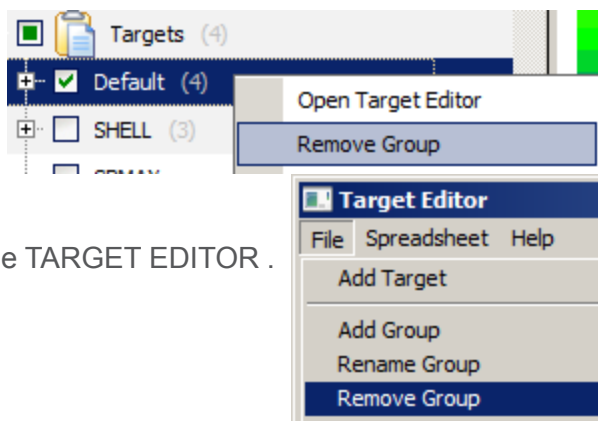 Targets (4)
Default (4)
Open Target Editor
SHELL (3)
Remove Group
Target Editor
File Spreadsheet Help
e TARGET EDITOR .
Add Target
Add Group
Rename Group
Remove Group